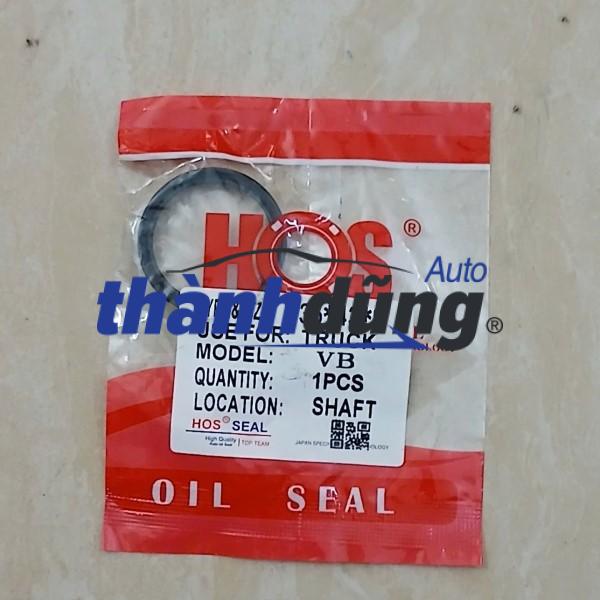 HOS®
Auto
thànhdũng®
USE FOR: TRUCK
MODEL: VB
QUANTITY: 1PCS
LOCATION: SHAFT
HOS® SEAL
High Quality
TOP TEAM
OIL SEAL